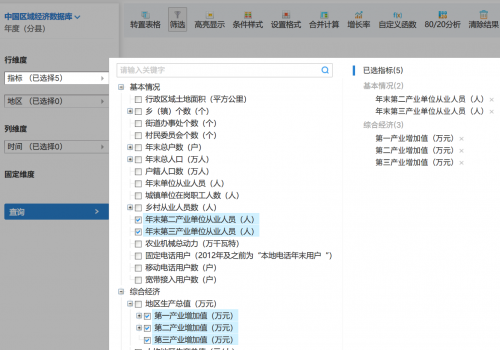 中国区域经济数据库
年度（分县）
转置表格 筛选 高亮显示 条件样式 设置格式 合并计算 增长率 自定义函数 80/20分析 清除结果
行维度
指标 （已选择5）
地区 （已选择0）
列维度
时间 （已选择0）
固定维度
查询
请输入关键字
基本情况
行政区域土地面积（平方公里）
乡（镇）个数（个）
街道办事处个数（个）
村民委员会个数（个）
年末总户数（户）
年末总人口（万人）
户籍人口数（万人）
年末单位从业人员（人）
城镇单位在岗职工人数（人）
乡村从业人员数（人）
年末第二产业单位从业人员（人）
年末第三产业单位从业人员（人）
农业机械总动力（万千瓦特）
固定电话用户（2012年及之前为“本地电话年末用户”）
移动电话用户数（户）
宽带接入用户数（户）
综合经济
地区生产总值（万元）
第一产业增加值（万元）
第二产业增加值（万元）
第三产业增加值（万元）
已选指标(5)
基本情况(2)
年末第二产业单位从业人员（人） ×
年末第三产业单位从业人员（人） ×
综合经济(3)
第一产业增加值（万元） ×
第二产业增加值（万元） ×
第三产业增加值（万元） ×